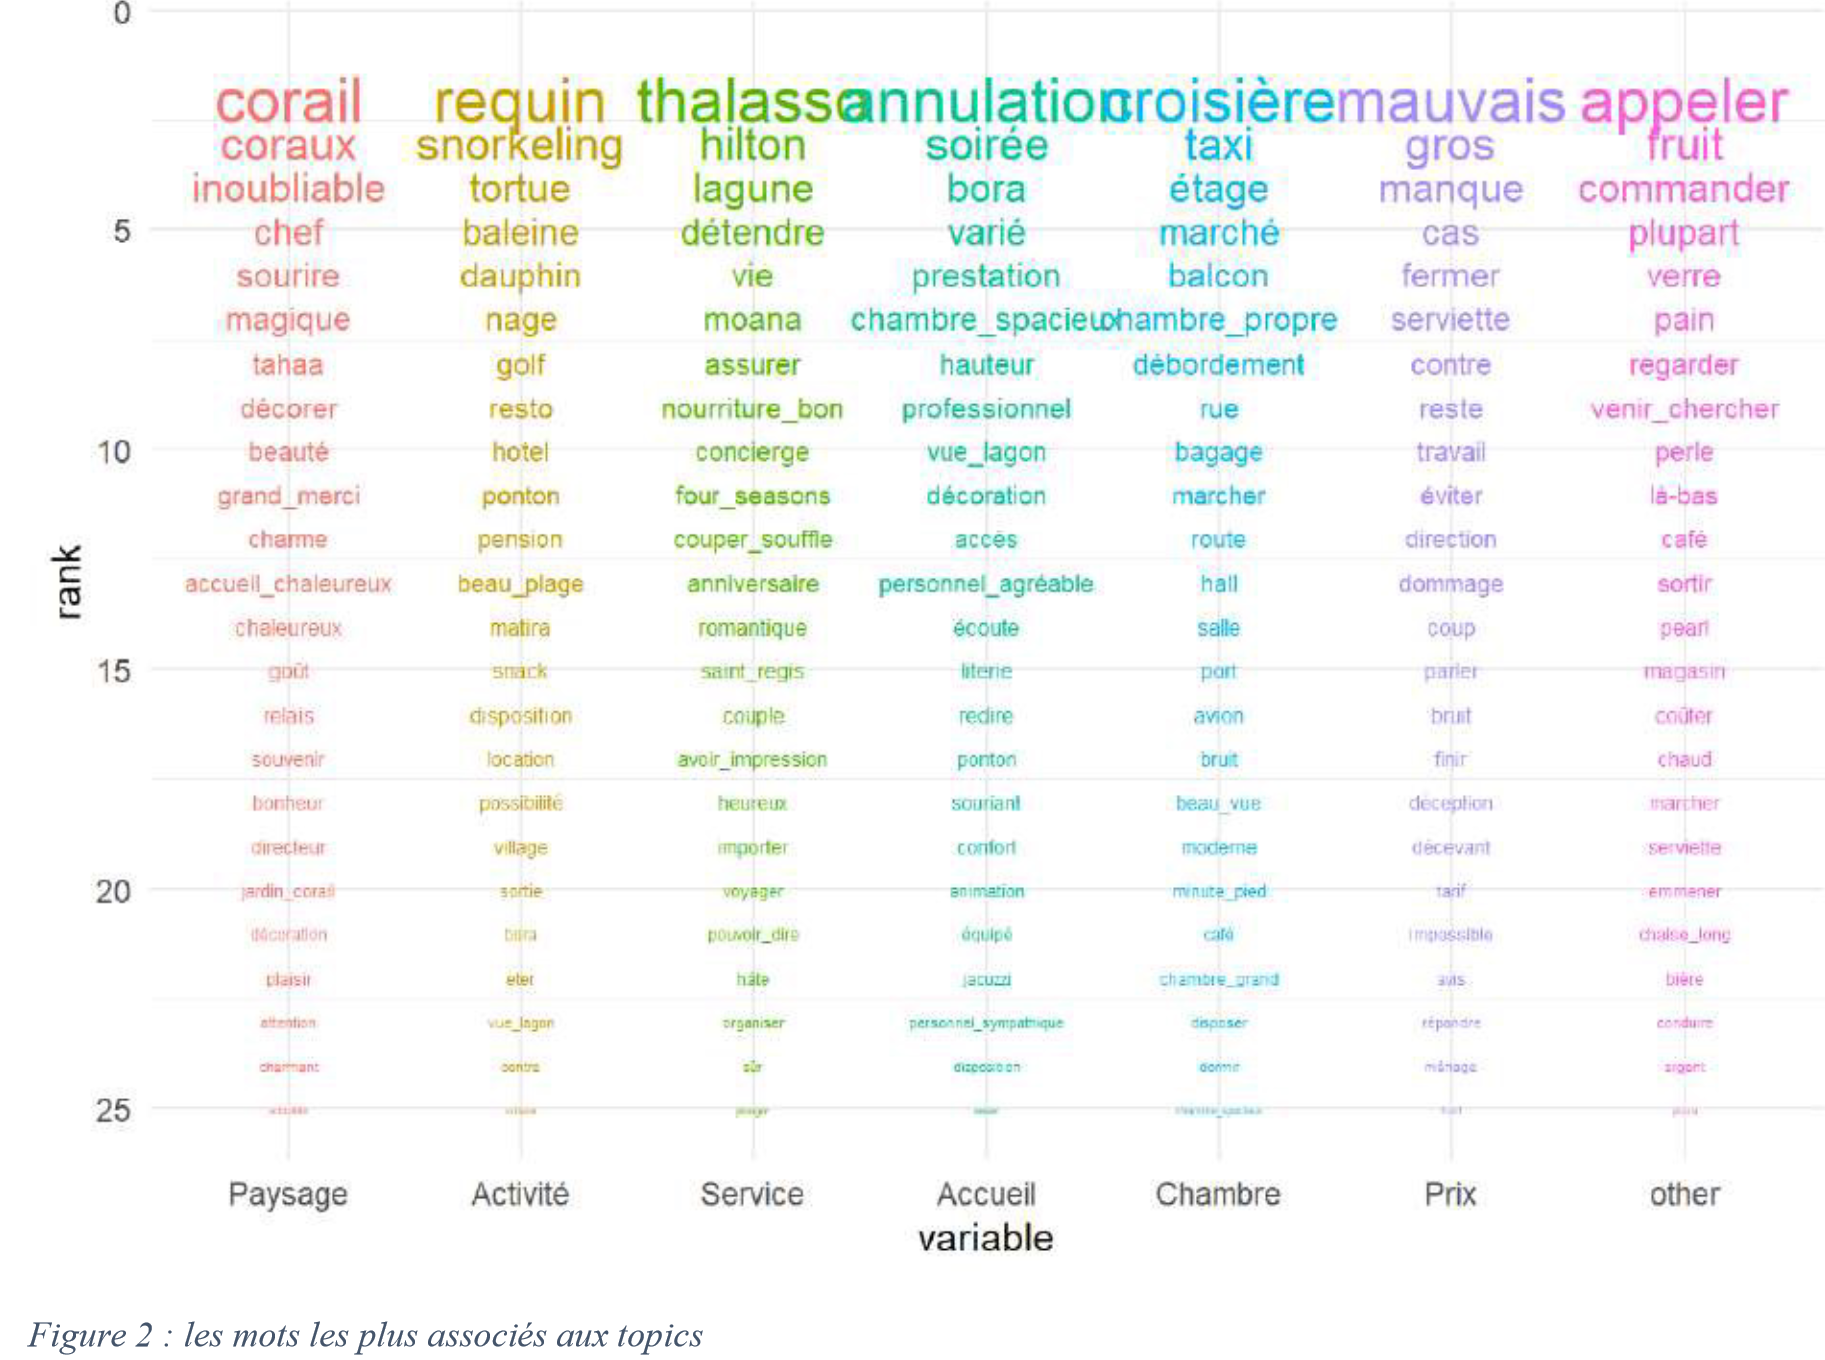 0
corail requin thalasso annulation croisière mauvais appeler
coraux snorkeling hilton soirée taxi gros fruit
inoubliable tortue lagune bora étage manque commander
5 chef baleine détendre varié marché cas plupart
sourire dauphin vie prestation balcon fermer verre
magique nage moana chambre_spacieux chambre_propre serviette pain
tahaa golf assurer hauteur débordement contre regarder
décorer resto nourriture_bon professionnel rue reste venir_chercher
10 beauté hotel concierge vue_lagon bagage travail perle
grand_merci ponton four_seasons décoration marcher éviter là-bas
charme pension couper_souffle accès route direction café
rank
accueil_chaleureux beau_plage anniversaire personnel_agréable hall dommage sortir
chaleureux matira romantique écoute salle coup pearl
15 goût snack saint_regis literie port parler magasin
relais disposition couple redire avion bruit coûter
souvenir location avoir_impression ponton bruit finir chaud
bonheur possibilité heureux souriant beau_vue déception marcher
directeur village importer confort moderne décevant serviette
20 jardin_corail sortie voyager animation minute_pied tarif emmener
décoration bora pouvoir_dire équipé café impossible chaise_long
plaisir eter hâte jacuzzi chambre_grand avis bière
attention vue_lagon organiser personnel_sympathique disposer répondre conduire
charmant contre sûr disposition dormir ménage argent
25
Paysage Activité Service Accueil Chambre Prix other
variable
Figure 2 : les mots les plus associés aux topics